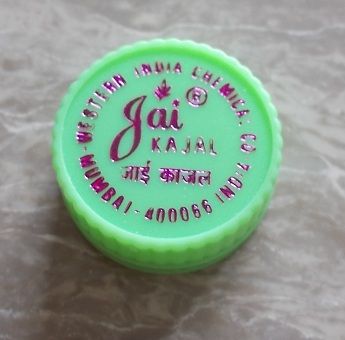 WESTERN INDIA CHEMICAL CO
Jai ®
KAJAL
जाई काजल
MUMBAI-400066 INDIA